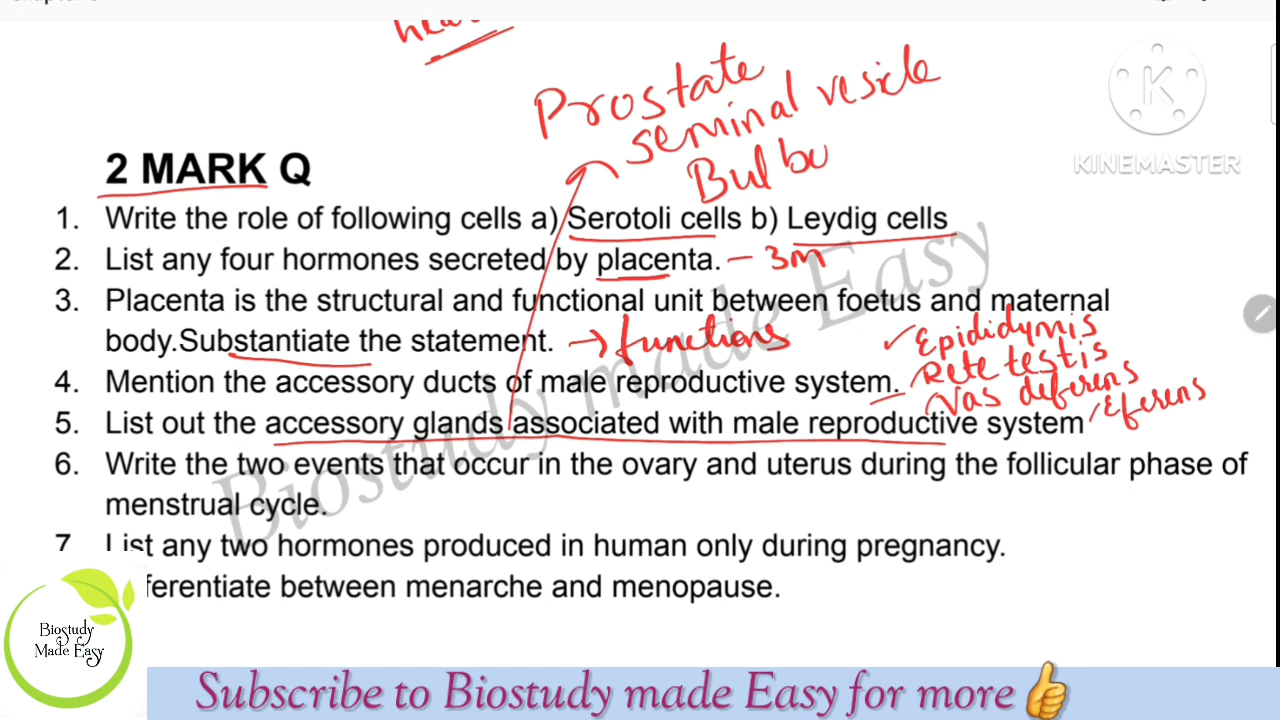 Prostate
seminal vesicle
Bulbo
KINEMASTER
2 MARK Q
1. Write the role of following cells a) Serotoli cells b) Leydig cells
2. List any four hormones secreted by placenta. – 3m
3. Placenta is the structural and functional unit between foetus and maternal
body.Substantiate the statement. → functions
Epididymis
Rete testis
4. Mention the accessory ducts of male reproductive system.
Vas deferens
Eferens
5. List out the accessory glands associated with male reproductive system
6. Write the two events that occur in the ovary and uterus during the follicular phase of
menstrual cycle.
7 List any two hormones produced in human only during pregnancy.
ferentiate between menarche and menopause.
Biostudy made Easy
Biostudy
Made Easy
Subscribe to Biostudy made Easy for more